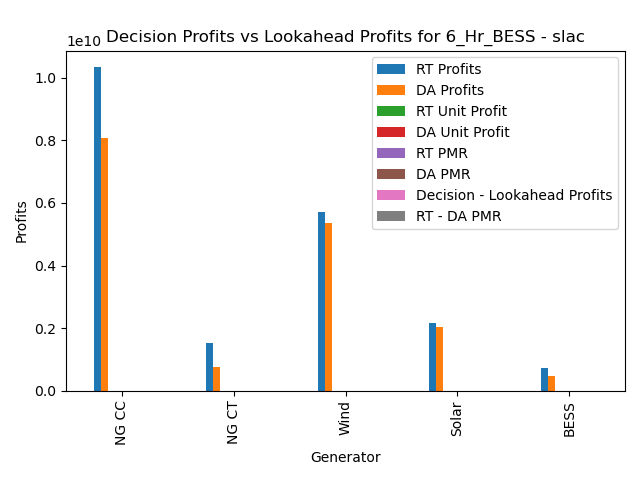 Decision Profits vs Lookahead Profits for 6_Hr_BESS - slac
1e10
RT Profits
DA Profits
RT Unit Profit
DA Unit Profit
RT PMR
DA PMR
Decision - Lookahead Profits
RT - DA PMR
Profits
1.0
0.8
0.6
0.4
0.2
0.0
NG CC
NG CT
Wind
Solar
BESS
Generator